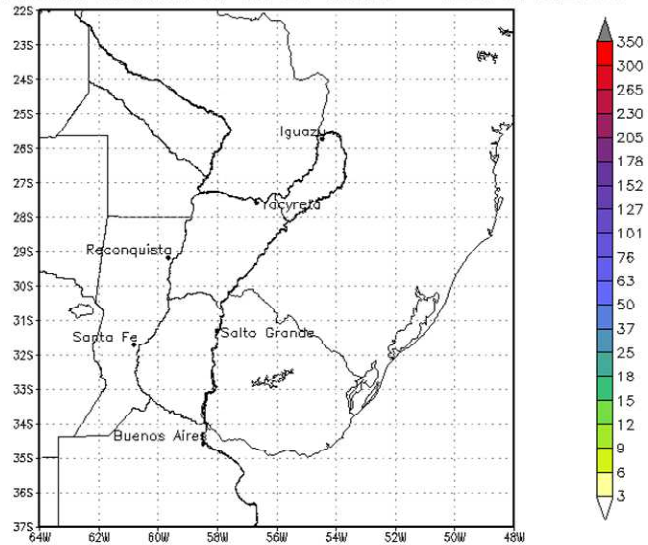 22S
23S
24S
25S
26S
27S
28S
29S
30S
31S
32S
33S
34S
35S
36S
37S
64W 62W 60W 58W 56W 54W 52W 50W 48W
Iguazu
Yacyreta
Reconquista
Salto Grande
Santa Fe
Buenos Aires
350
300
265
230
205
178
152
127
101
76
63
50
37
25
18
15
12
9
6
3